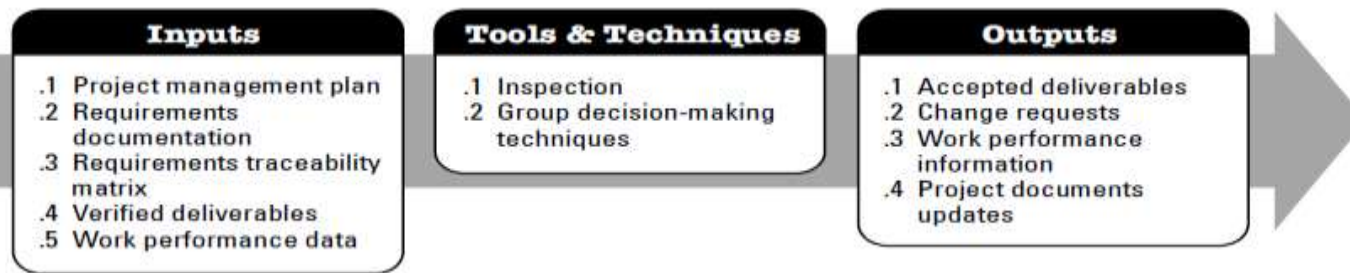 Inputs
.1 Project management plan
.2 Requirements
documentation
.3 Requirements traceability
matrix
.4 Verified deliverables
.5 Work performance data
Tools & Techniques
.1 Inspection
.2 Group decision-making
techniques
Outputs
.1 Accepted deliverables
.2 Change requests
.3 Work performance
information
.4 Project documents
updates